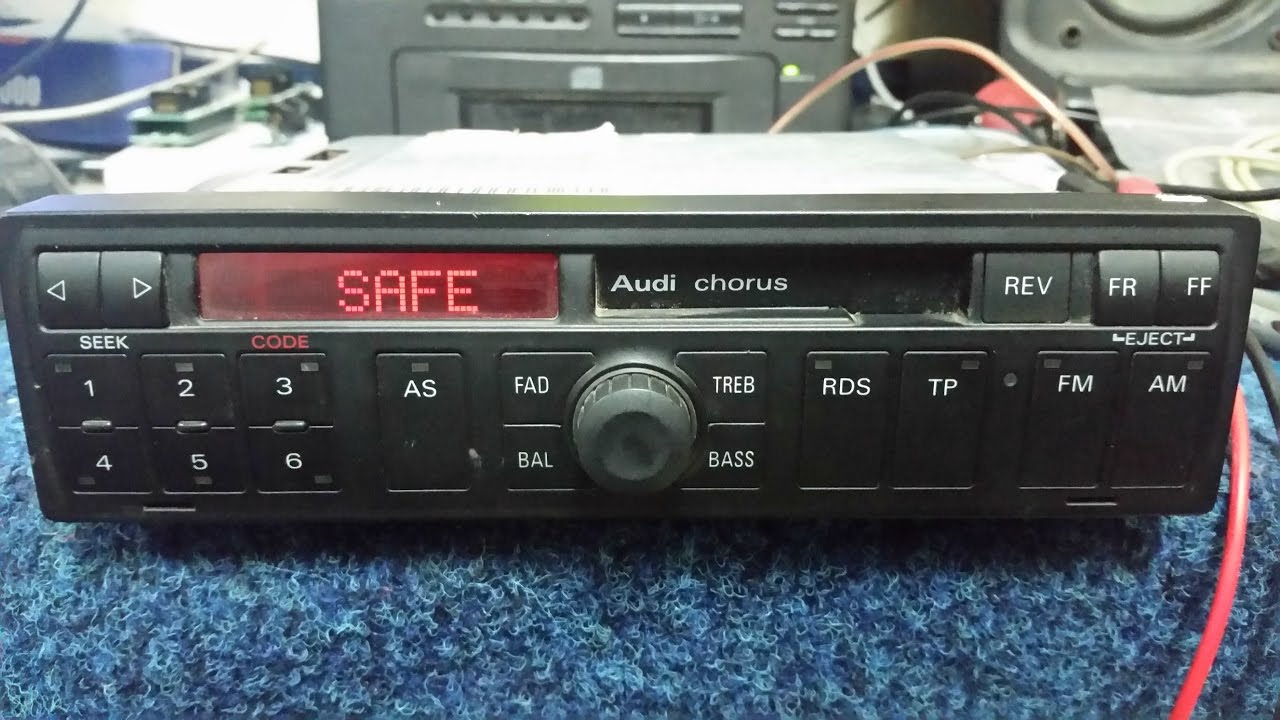 SAFE
Audi chorus
REV
FR
FF
SEEK
CODE
EJECT
1
2
3
AS
FAD
TREB
RDS
TP
FM
AM
4
5
6
BAL
BASS